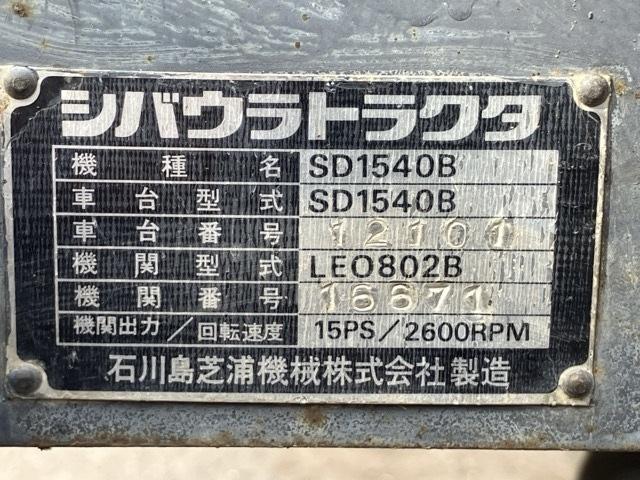 シバウラトラクタ
機種名 SD1540B
車台型式 SD1540B
車台番号 12101
機関型式 LEO802B
機関番号 16671
機関出力/回転速度 15PS/2600RPM
石川島芝浦機械株式会社製造